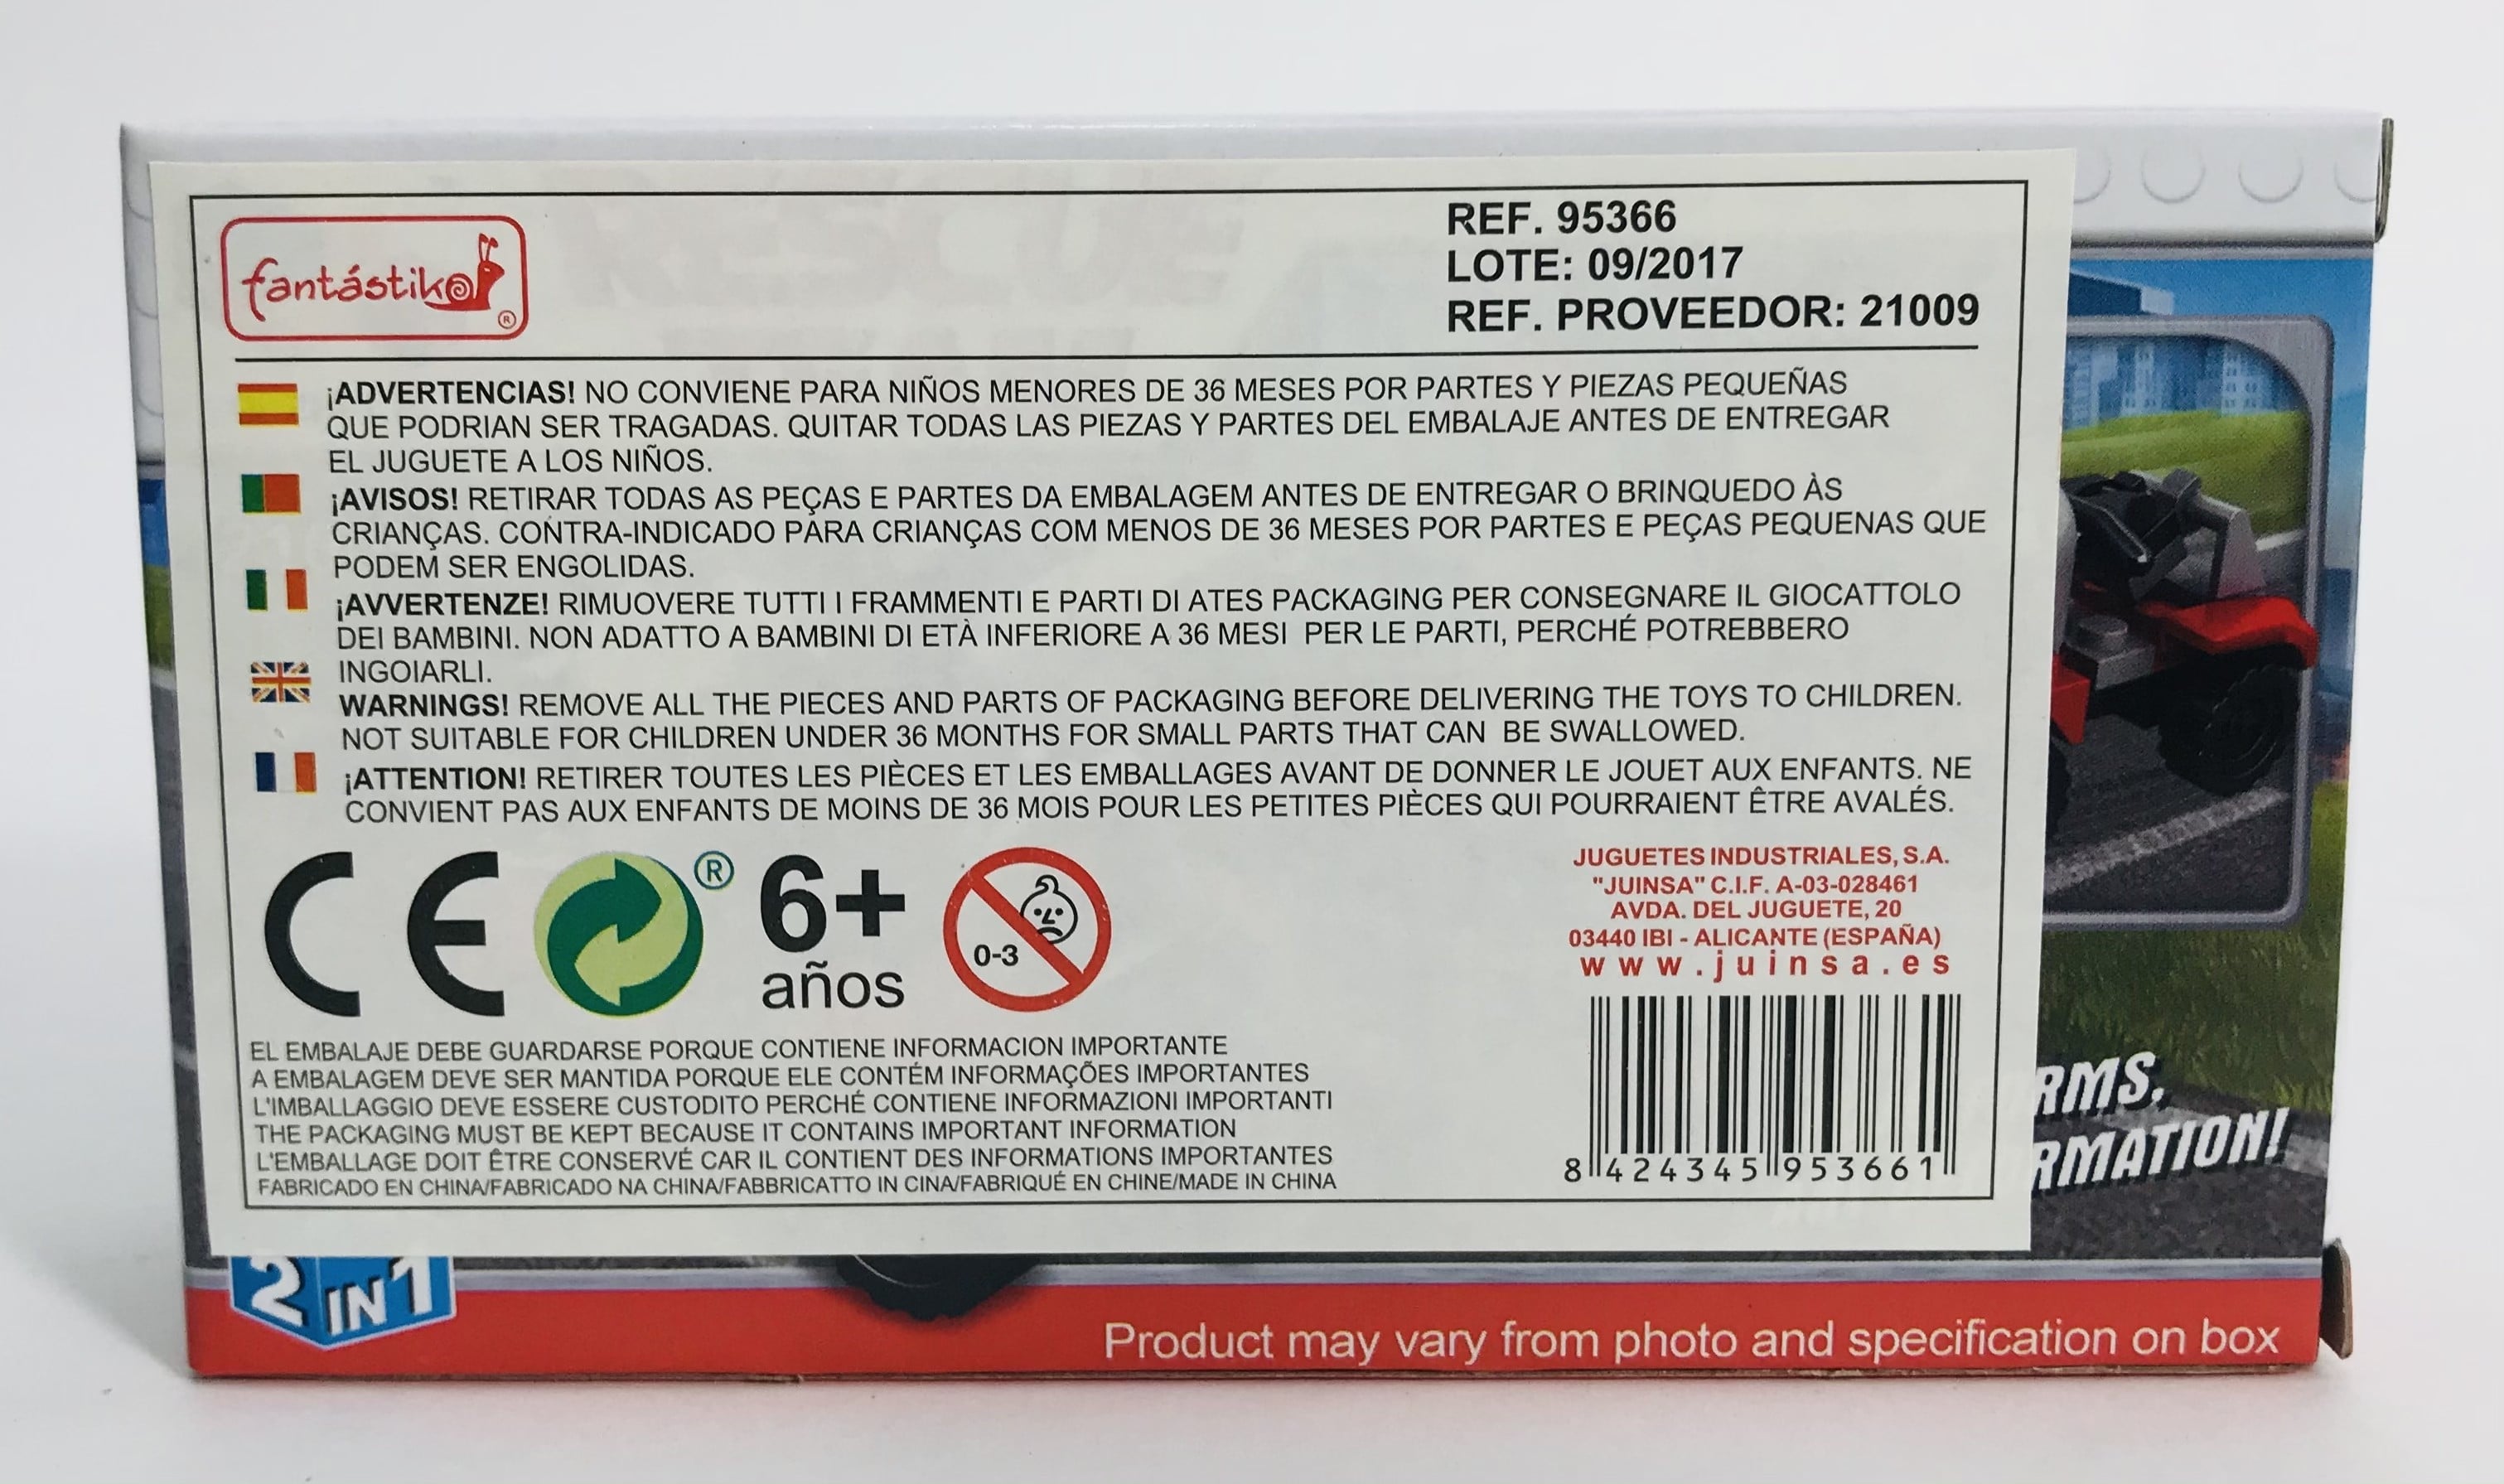 fantástiko
®
REF. 95366
LOTE: 09/2017
REF. PROVEEDOR: 21009
¡ADVERTENCIAS! NO CONVIENE PARA NIÑOS MENORES DE 36 MESES POR PARTES Y PIEZAS PEQUEÑAS
QUE PODRIAN SER TRAGADAS. QUITAR TODAS LAS PIEZAS Y PARTES DEL EMBALAJE ANTES DE ENTREGAR
EL JUGUETE A LOS NIÑOS.
¡AVISOS! RETIRAR TODAS AS PEÇAS E PARTES DA EMBALAGEM ANTES DE ENTREGAR O BRINQUEDO ÀS
CRIANÇAS. CONTRA-INDICADO PARA CRIANÇAS COM MENOS DE 36 MESES POR PARTES E PEÇAS PEQUENAS QUE
PODEM SER ENGOLIDAS.
¡AVVERTENZE! RIMUOVERE TUTTI I FRAMMENTI E PARTI DI ATES PACKAGING PER CONSEGNARE IL GIOCATTOLO
DEI BAMBINI. NON ADATTO A BAMBINI DI ETÀ INFERIORE A 36 MESI PER LE PARTI, PERCHÉ POTREBBERO
INGOIARLI.
WARNINGS! REMOVE ALL THE PIECES AND PARTS OF PACKAGING BEFORE DELIVERING THE TOYS TO CHILDREN.
NOT SUITABLE FOR CHILDREN UNDER 36 MONTHS FOR SMALL PARTS THAT CAN BE SWALLOWED.
¡ATTENTION! RETIRER TOUTES LES PIÈCES ET LES EMBALLAGES AVANT DE DONNER LE JOUET AUX ENFANTS. NE
CONVIENT PAS AUX ENFANTS DE MOINS DE 36 MOIS POUR LES PETITES PIÈCES QUI POURRAIENT ÊTRE AVALÉS.
CE
®
6+
años
0-3
JUGUETES INDUSTRIALES, S.A.
"JUINSA" C.I.F. A-03-028461
AVDA. DEL JUGUETE, 20
03440 IBI - ALICANTE (ESPAÑA)
www.juinsa.es
8 424345 953661
EL EMBALAJE DEBE GUARDARSE PORQUE CONTIENE INFORMACION IMPORTANTE
A EMBALAGEM DEVE SER MANTIDA PORQUE ELE CONTÉM INFORMAÇÕES IMPORTANTES
L'IMBALLAGGIO DEVE ESSERE CUSTODITO PERCHÉ CONTIENE INFORMAZIONI IMPORTANTI
THE PACKAGING MUST BE KEPT BECAUSE IT CONTAINS IMPORTANT INFORMATION
L'EMBALLAGE DOIT ÊTRE CONSERVÉ CAR IL CONTIENT DES INFORMATIONS IMPORTANTES
FABRICADO EN CHINA/FABRICADO NA CHINA/FABBRICATTO IN CINA/FABRIQUÉ EN CHINE/MADE IN CHINA
RMS.
RMATION!
2 IN 1
Product may vary from photo and specification on box